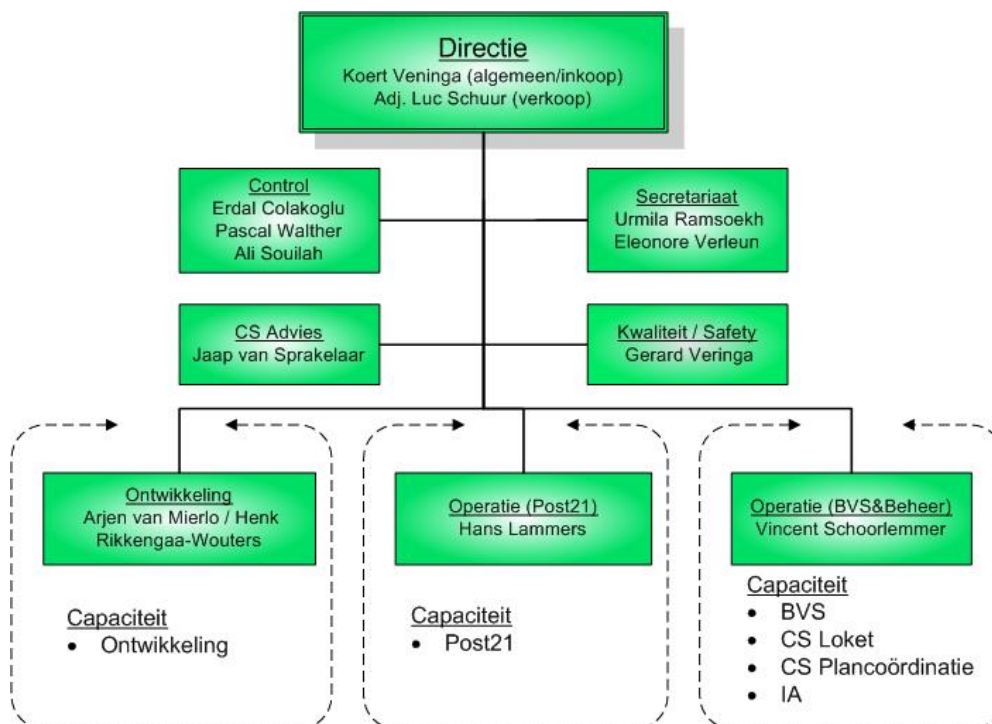 Directie
Koert Veninga (algemeen/inkoop)
Adj. Luc Schuur (verkoop)
Control
Erdal Colakoglu
Pascal Walther
Ali Souilah
Secretariaat
Urmila Ramsoekh
Eleonore Verleun
CS Advies
Jaap van Sprakelaar
Kwaliteit / Safety
Gerard Veringa
Ontwikkeling
Arjen van Mierlo / Henk
Rikkengaa-Wouters
Operatie (Post21)
Hans Lammers
Operatie (BVS&Beheer)
Vincent Schoorlemmer
Capaciteit
• Ontwikkeling
Capaciteit
• Post21
Capaciteit
• BVS
• CS Loket
• CS Plancoördinatie
• IA